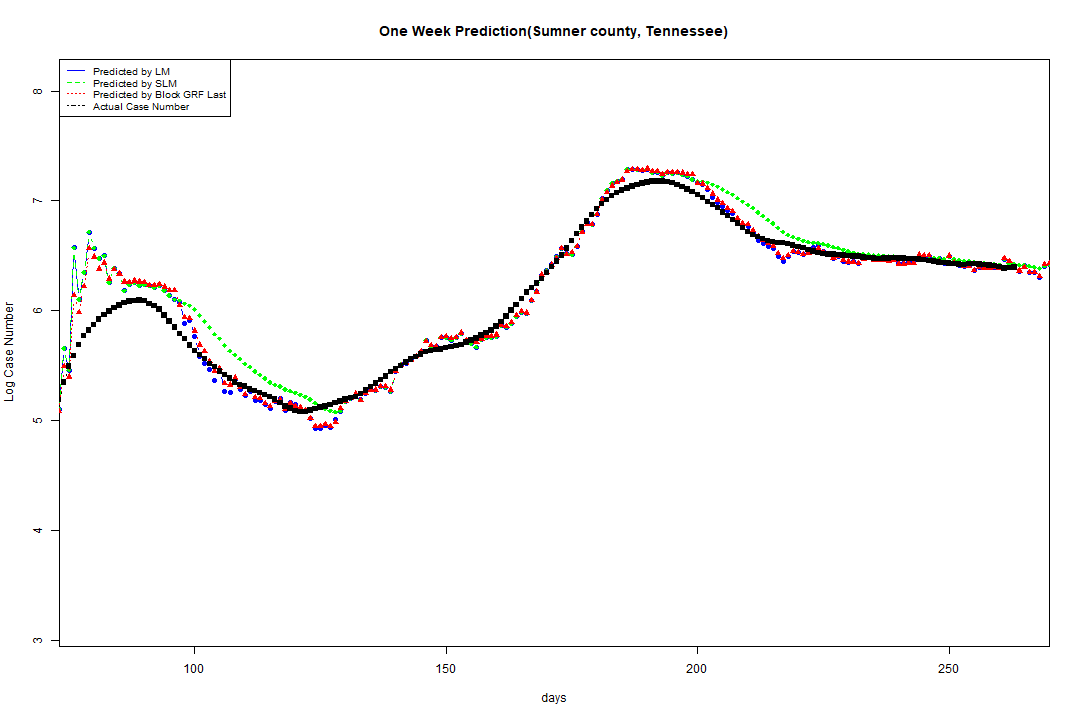 One Week Prediction(Sumner county, Tennessee)
Predicted by LM
Predicted by SLM
Predicted by Block GRF Last
Actual Case Number
8
7
6
5
4
3
Log Case Number
100 150 200 250
days